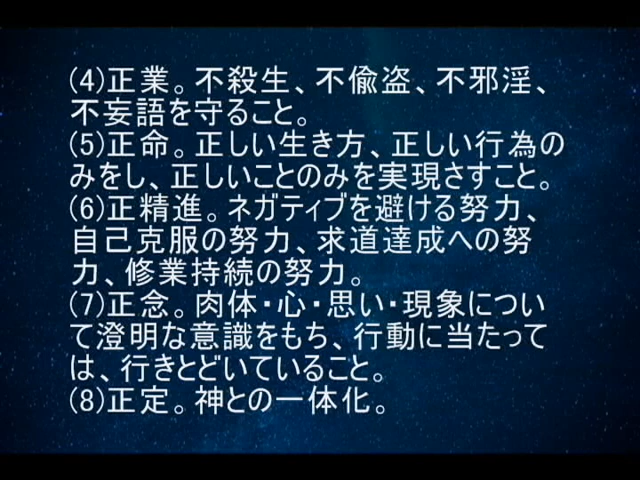 (4)正業。不殺生、不偸盗、不邪淫、
不妄語を守ること。
(5)正命。正しい生き方、正しい行為の
みをし、正しいことのみを実現さすこと。
(6)正精進。ネガティブを避ける努力、
自己克服の努力、求道達成への努
力、修業持続の努力。
(7)正念。肉体・心・思い・現象につい
て澄明な意識をもち、行動に当たって
は、行きとどいていること。
(8)正定。神との一体化。